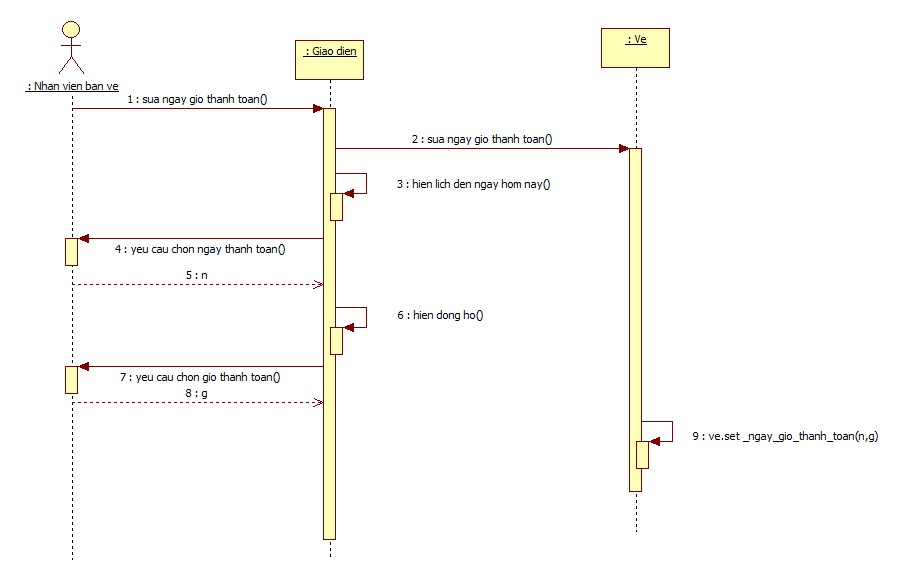 : Nhan vien ban ve
: Giao dien
: Ve
1 : sua ngay gio thanh toan()
2 : sua ngay gio thanh toan()
3 : hien lich den ngay hom nay()
4 : yeu cau chon ngay thanh toan()
5 : n
6 : hien dong ho()
7 : yeu cau chon gio thanh toan()
8 : g
9 : ve.set _ngay_gio_thanh_toan(n,g)